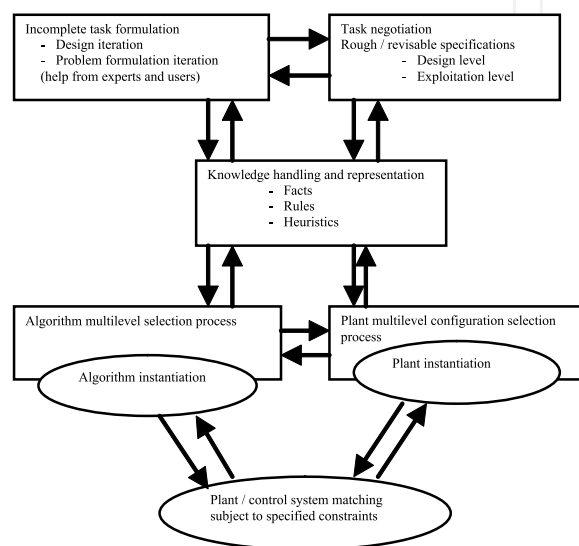 Incomplete task formulation
- Design iteration
- Problem formulation iteration
(help from experts and users)
Task negotiation
Rough / revisable specifications
- Design level
- Exploitation level
Knowledge handling and representation
- Facts
- Rules
- Heuristics
Algorithm multilevel selection process
Algorithm instantiation
Plant multilevel configuration selection
process
Plant instantiation
Plant / control system matching
subject to specified constraints